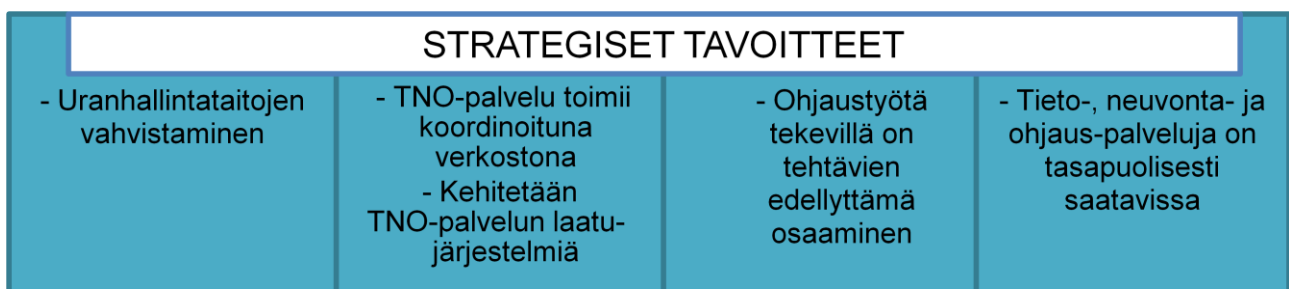 STRATEGISET TAVOITTEET
- Uranhallintataitojen
vahvistaminen
- TNO-palvelu toimii
koordinoituna
verkostona
- Kehitetään
TNO-palvelun laatu-
järjestelmiä
- Ohjaustyötä
tekevillä on
tehtävien
edellyttämä
osaaminen
- Tieto-, neuvonta- ja
ohjaus-palveluja on
tasapuolisesti
saatavissa